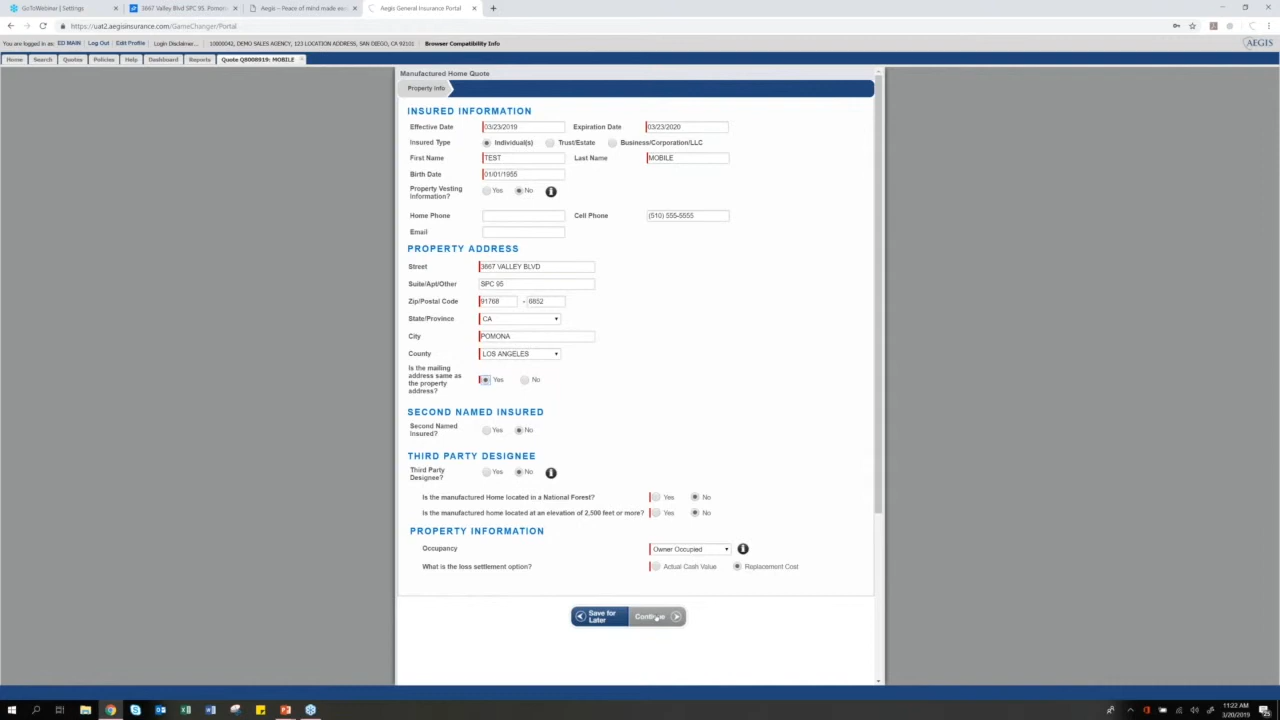 GoToWebinar | Settings
3667 Valley Blvd SPC 95, Pomon
Aegis – Peace of mind made eas
Aegis General Insurance Portal
https://uat2.aegisinsurance.com/GameChanger/Portal
You are logged in as: ED MAIN | Log Out | Edit Profile | Login Disclaimer... | 10000042, DEMO SALES AGENCY, 123 LOCATION ADDRESS, SAN DIEGO, CA 92101 Browser Compatibility Info
AEGIS
Home Search Quotes Policies Help Dashboard Reports Quote Q8008919: MOBILE
Manufactured Home Quote
Property Info
INSURED INFORMATION
Effective Date 03/23/2019 Expiration Date 03/23/2020
Insured Type Individual(s) Trust/Estate Business/Corporation/LLC
First Name TEST Last Name MOBILE
Birth Date 01/01/1955
Property Vesting
Information? Yes No
Home Phone Cell Phone (510) 555-5555
Email
PROPERTY ADDRESS
Street 3667 VALLEY BLVD
Suite/Apt/Other SPC 95
Zip/Postal Code 91768 - 6852
State/Province CA
City POMONA
County LOS ANGELES
Is the mailing
address same as
the property
address? Yes No
SECOND NAMED INSURED
Second Named
Insured? Yes No
THIRD PARTY DESIGNEE
Third Party
Designee? Yes No
Is the manufactured Home located in a National Forest? Yes No
Is the manufactured home located at an elevation of 2,500 feet or more? Yes No
PROPERTY INFORMATION
Occupancy Owner Occupied
What is the loss settlement option? Actual Cash Value Replacement Cost
Save for
Later
Continue
11:22 AM
3/20/2019